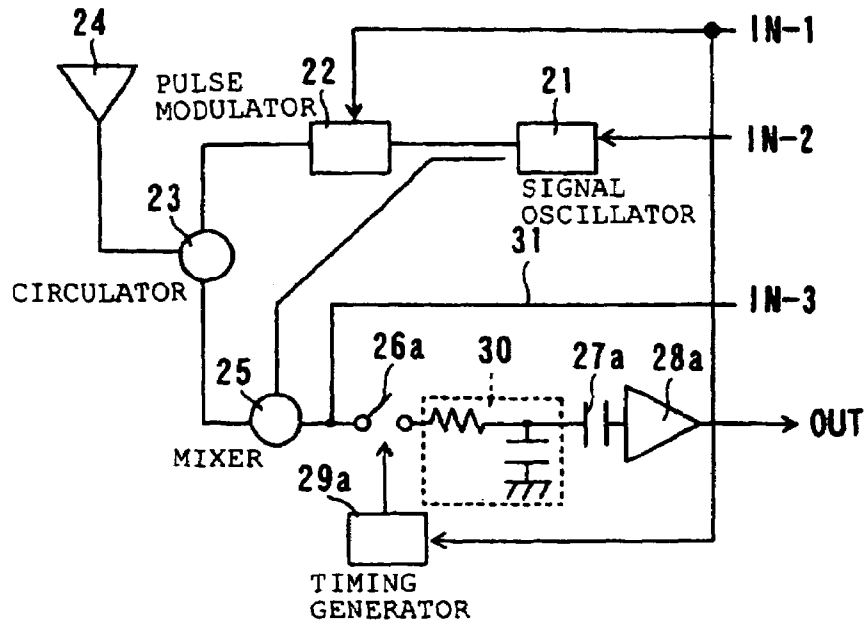 24
IN-1
PULSE
MODULATOR
22
21
IN-2
SIGNAL
OSCILLATOR
23
CIRCULATOR
31
IN-3
26a
30
27a
28a
25
OUT
MIXER
29a
TIMING
GENERATOR